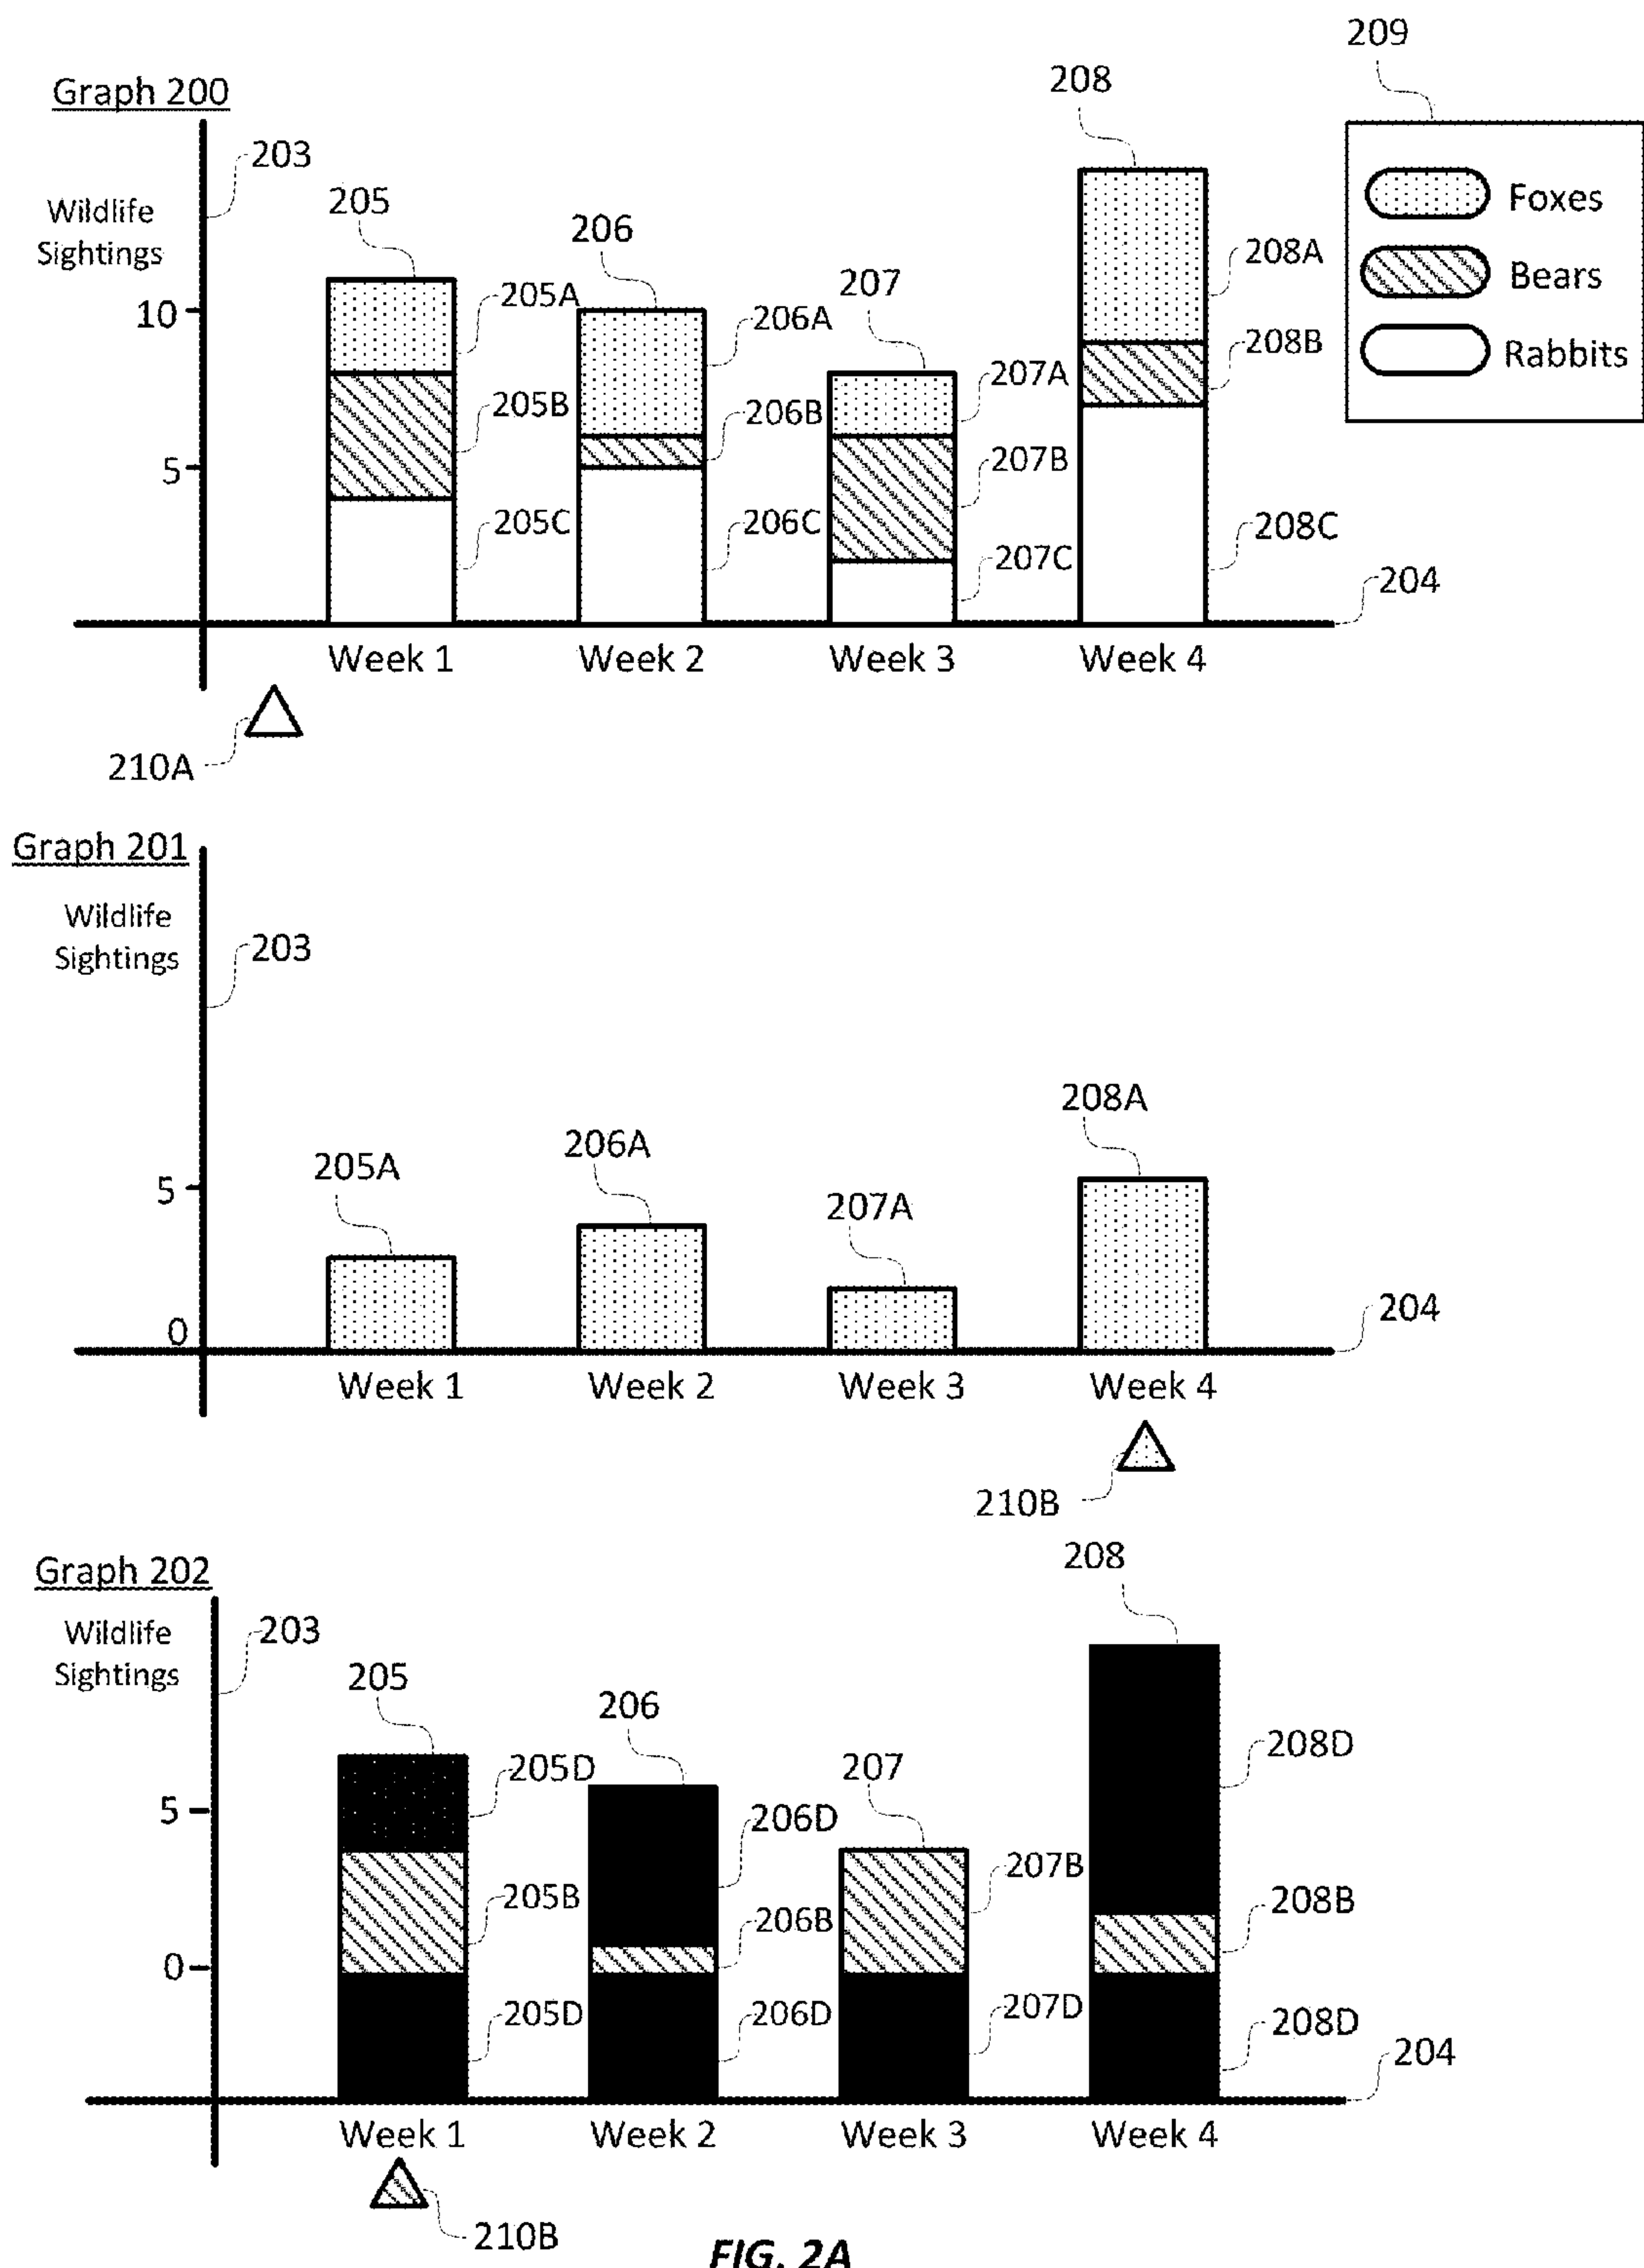 209
Graph 200
208
203
Wildlife
Sightings
205
206
207
Foxes
Bears
Rabbits
10
5
205A
205B
205C
206A
206B
206C
207A
207B
207C
208A
208B
208C
204
Week 1
Week 2
Week 3
Week 4
210A
Graph 201
Wildlife
Sightings
203
5
0
205A
206A
207A
208A
204
Week 1
Week 2
Week 3
Week 4
210B
Graph 202
208
Wildlife
Sightings
203
205
206
207
5
0
205D
205B
205D
206D
206B
206D
207B
207D
208D
208B
208D
204
Week 1
Week 2
Week 3
Week 4
210B
FIG. 2A